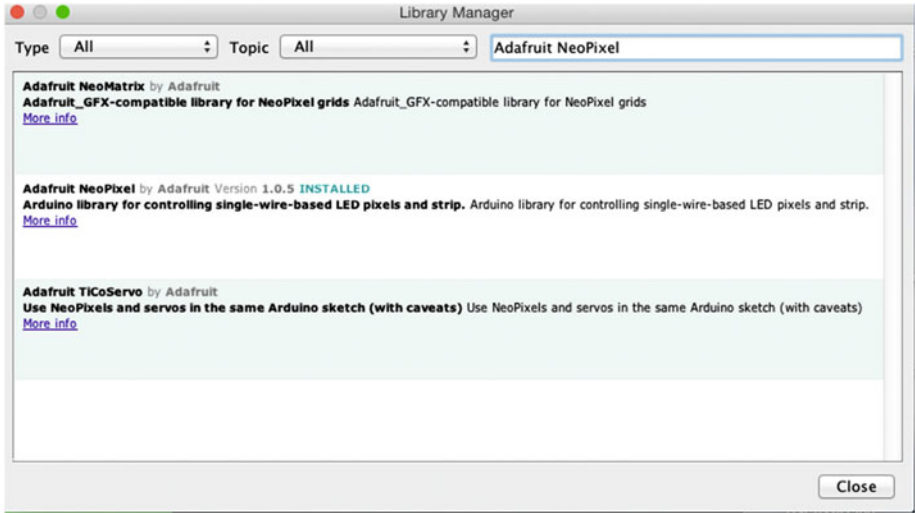 Library Manager
Type All Topic All Adafruit NeoPixel
Adafruit NeoMatrix by Adafruit
Adafruit_GFX-compatible library for NeoPixel grids Adafruit_GFX-compatible library for NeoPixel grids
More info
Adafruit NeoPixel by Adafruit Version 1.0.5 INSTALLED
Arduino library for controlling single-wire-based LED pixels and strip. Arduino library for controlling single-wire-based LED pixels and strip.
More info
Adafruit TiCoServo by Adafruit
Use NeoPixels and servos in the same Arduino sketch (with caveats) Use NeoPixels and servos in the same Arduino sketch (with caveats)
More info
Close